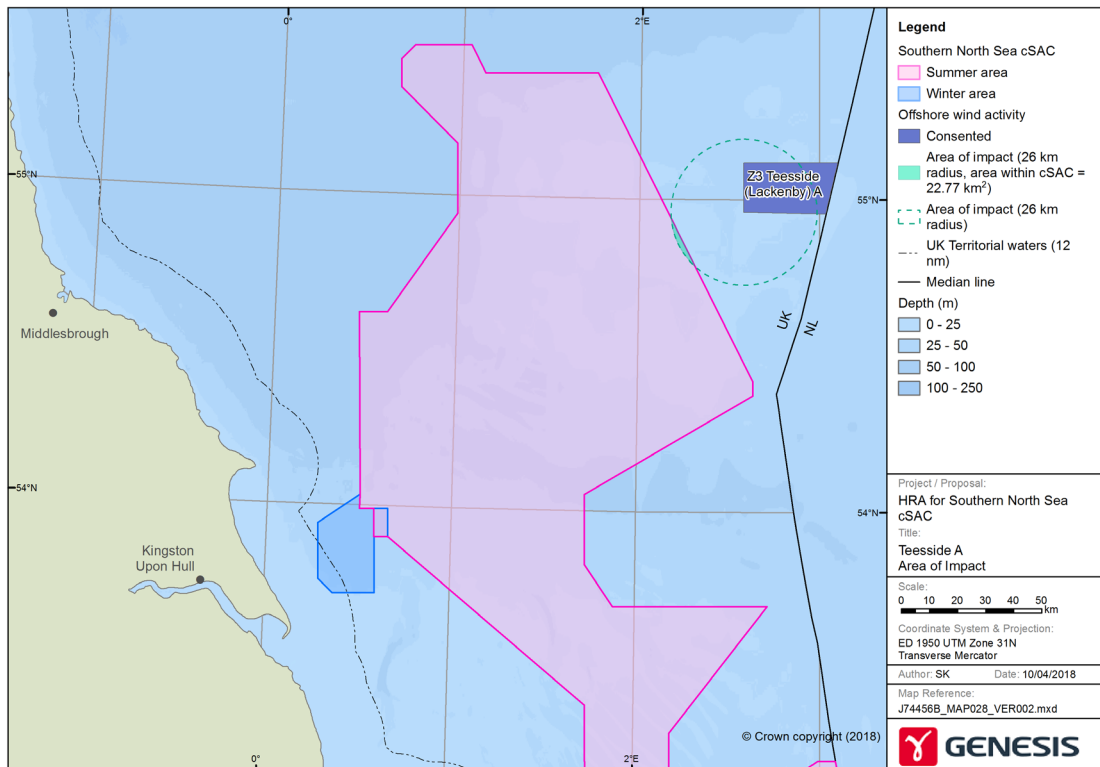 0°
2°E
55°N
55°N
Z3 Teesside
(Lackenby) A
Middlesbrough
UK
NL
54°N
54°N
Kingston
Upon Hull
© Crown copyright (2018)
0°
2°E
Legend
Southern North Sea cSAC
Summer area
Winter area
Offshore wind activity
Consented
Area of impact (26 km
radius, area within cSAC =
22.77 km²)
Area of impact (26 km
radius)
UK Territorial waters (12
nm)
Median line
Depth (m)
0 - 25
25 - 50
50 - 100
100 - 250
Project / Proposal:
HRA for Southern North Sea
cSAC
Title:
Teesside A
Area of Impact
Scale:
0 10 20 30 40 50
km
Coordinate System & Projection:
ED 1950 UTM Zone 31N
Transverse Mercator
Author: SK Date: 10/04/2018
Map Reference:
J74456B_MAP028_VER002.mxd
GENESIS